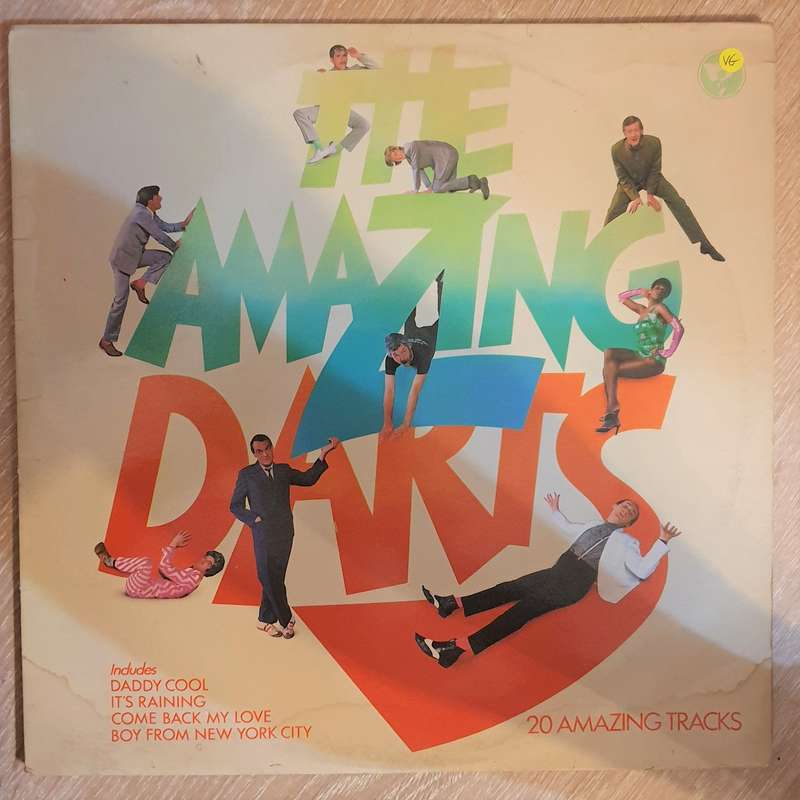 VG
THE
AMAZING
DARTS
Includes
DADDY COOL
IT'S RAINING
COME BACK MY LOVE
BOY FROM NEW YORK CITY
20 AMAZING TRACKS